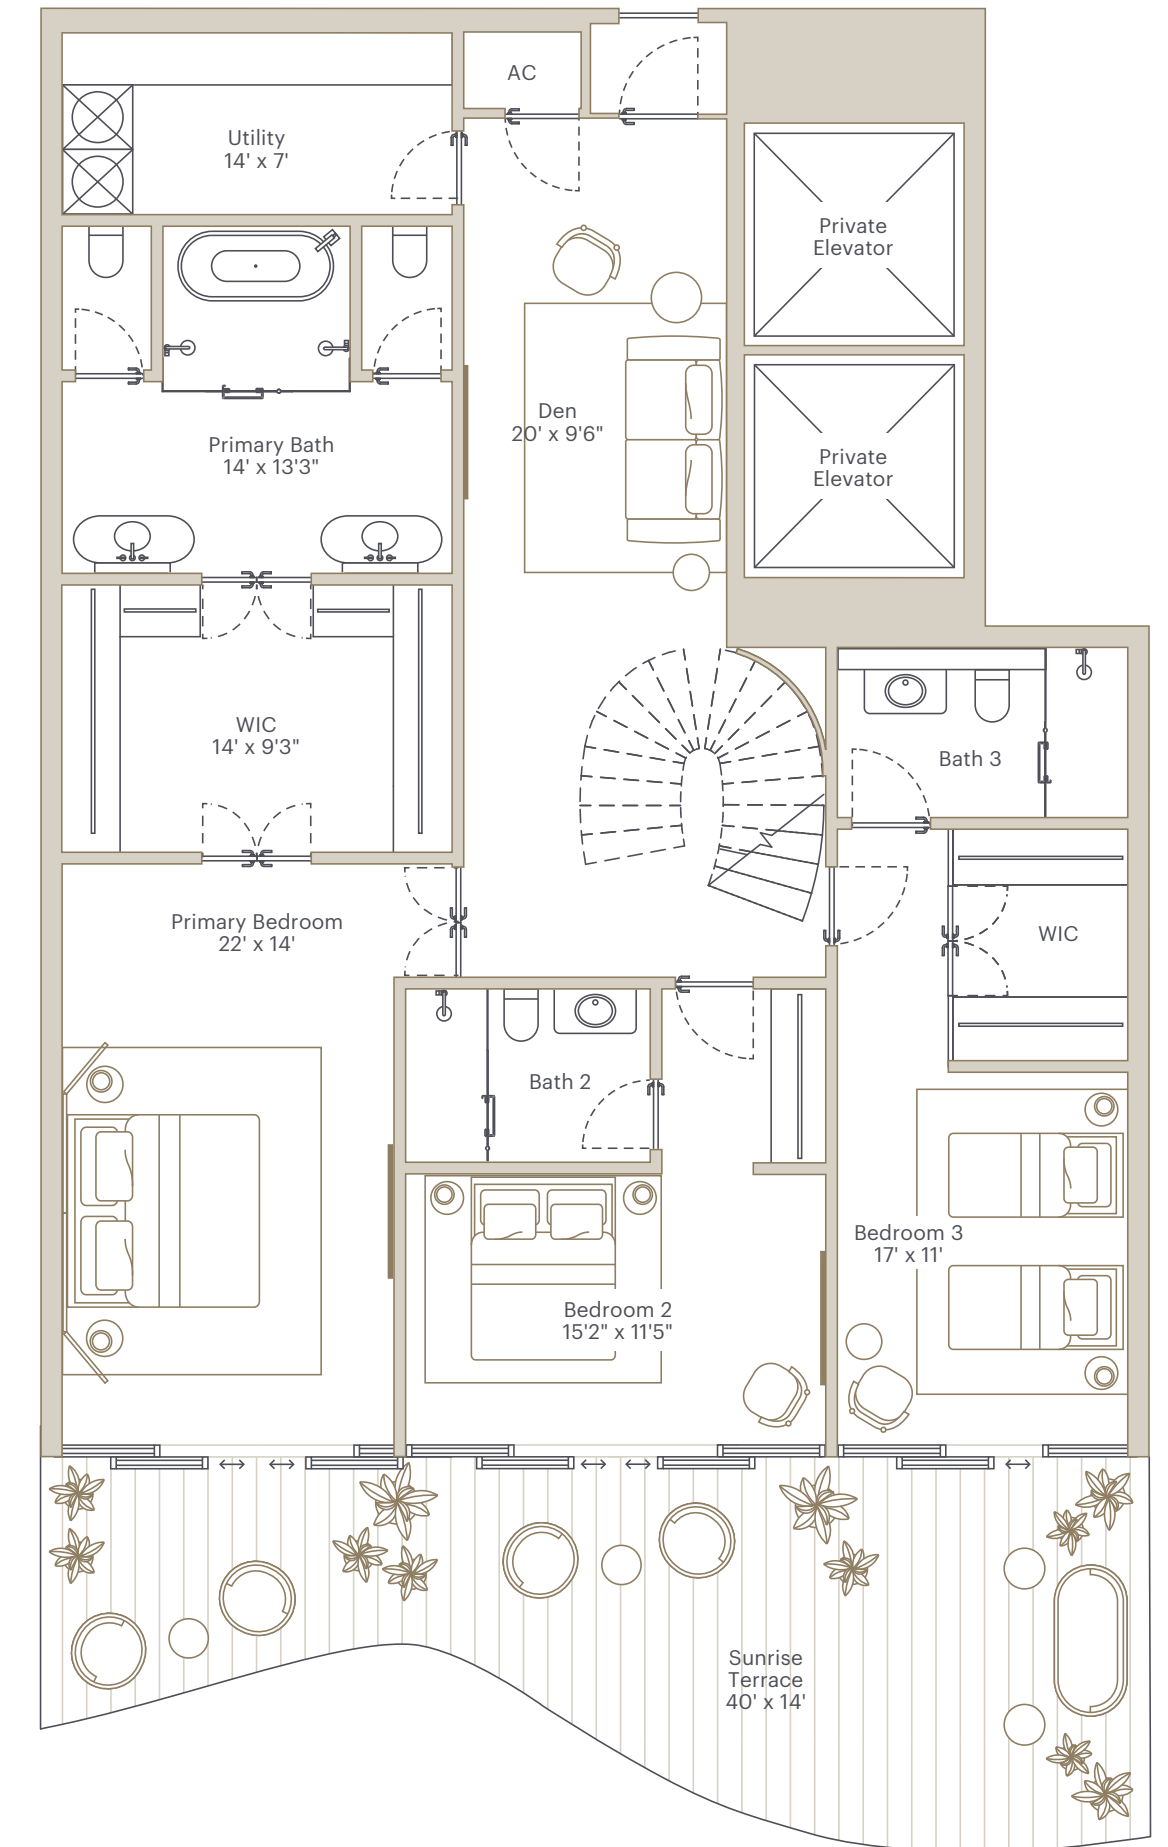 AC
Utility
14' x 7'
Private
Elevator
Den
20' x 9'6"
Primary Bath
14' x 13'3"
Private
Elevator
WIC
14' x 9'3"
Bath 3
Primary Bedroom
22' x 14'
WIC
Bath 2
Bedroom 3
17' x 11'
Bedroom 2
15'2" x 11'5"
Sunrise
Terrace
40' x 14'